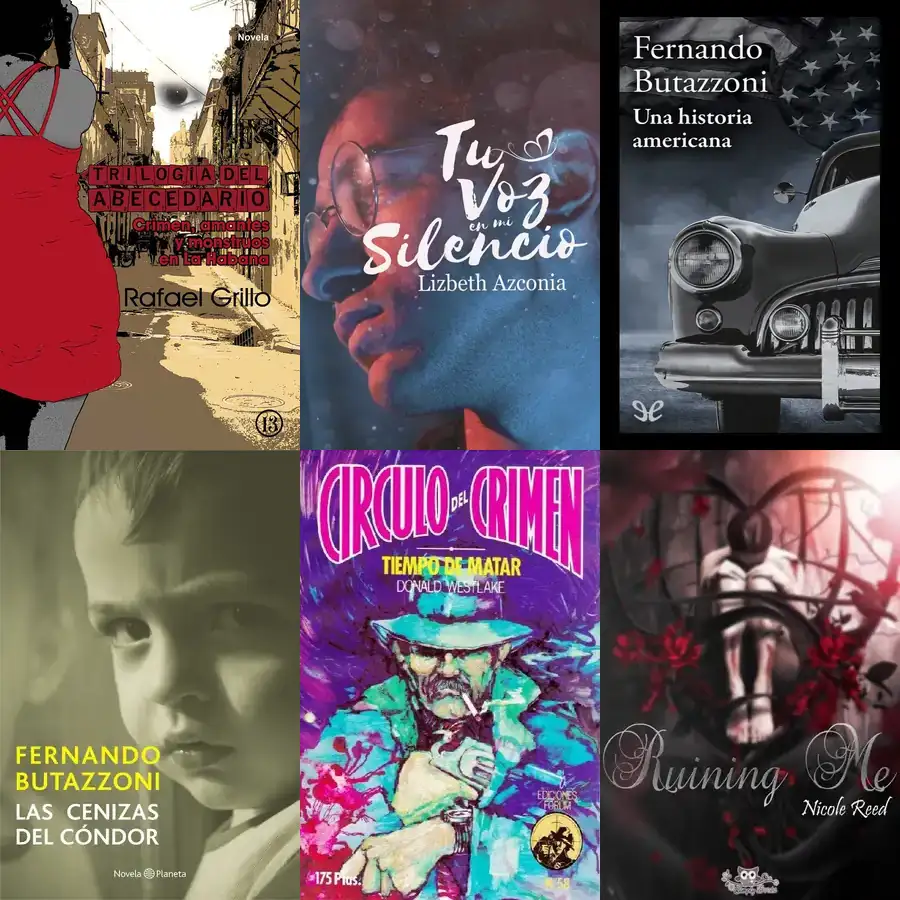 Novela
TRILOGÍA DEL
ABECEDARIO
Crimen, amantes
y monstruos
en La Habana
Rafael Grillo
13
Tu
Voz
en mi
Silencio
Lizbeth Azconia
Fernando
Butazzoni
Una historia
americana
FERNANDO
BUTAZZONI
LAS CENIZAS
DEL CÓNDOR
Novela Planeta
CIRCULO DEL CRIMEN
TIEMPO DE MATAR
DONALD WESTLAKE
EDICIONES
FORUM
175 Ptas.
Ruining Me
Nicole Reed